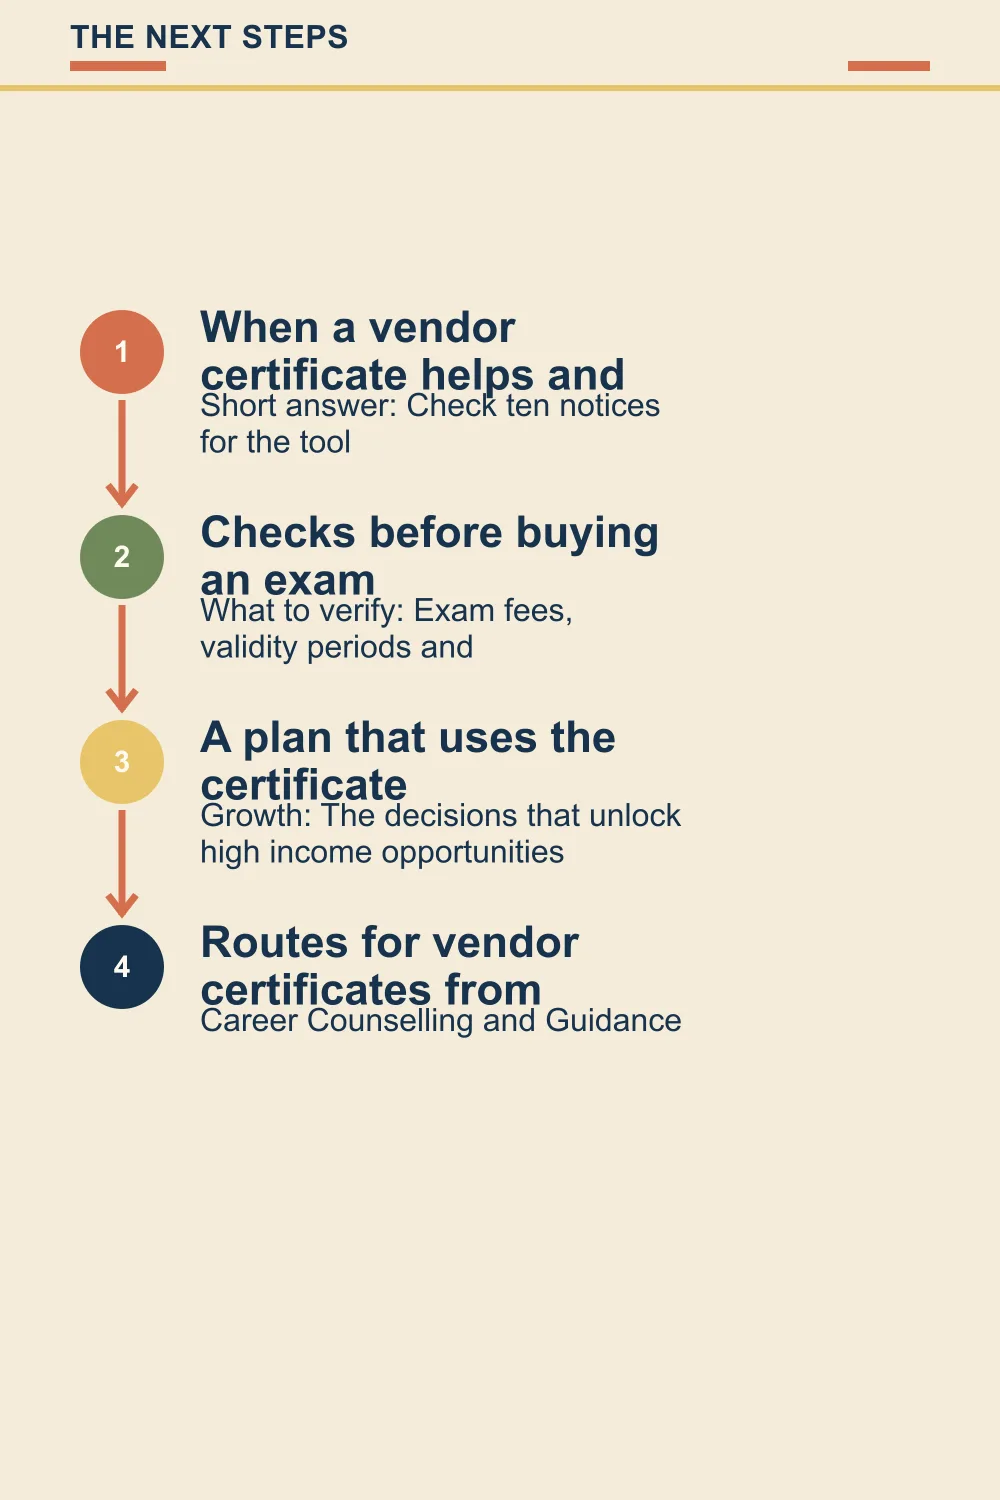 THE NEXT STEPS
1
When a vendor
certificate helps and
Short answer: Check ten notices
for the tool
2
Checks before buying
an exam
What to verify: Exam fees,
validity periods and
3
A plan that uses the
certificate
Growth: The decisions that unlock
high income opportunities
4
Routes for vendor
certificates from
Career Counselling and Guidance